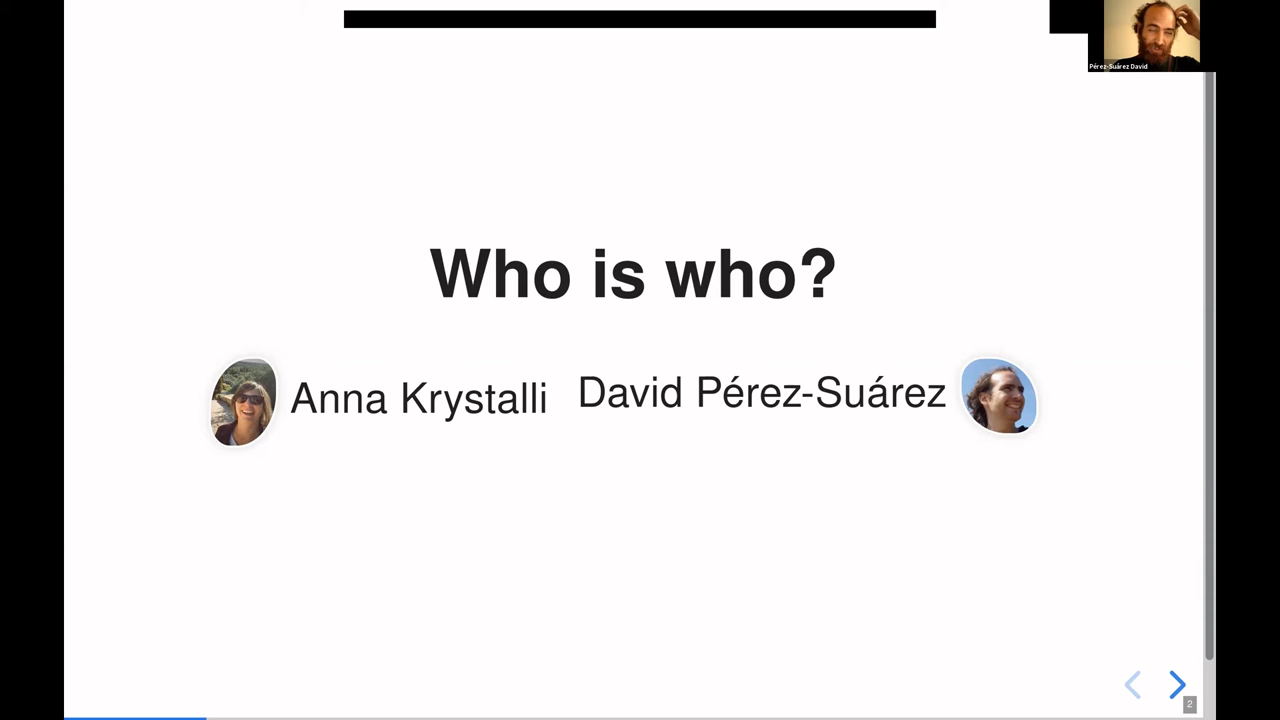 Pérez-Suárez David
Who is who?
Anna Krystalli
David Pérez-Suárez
2